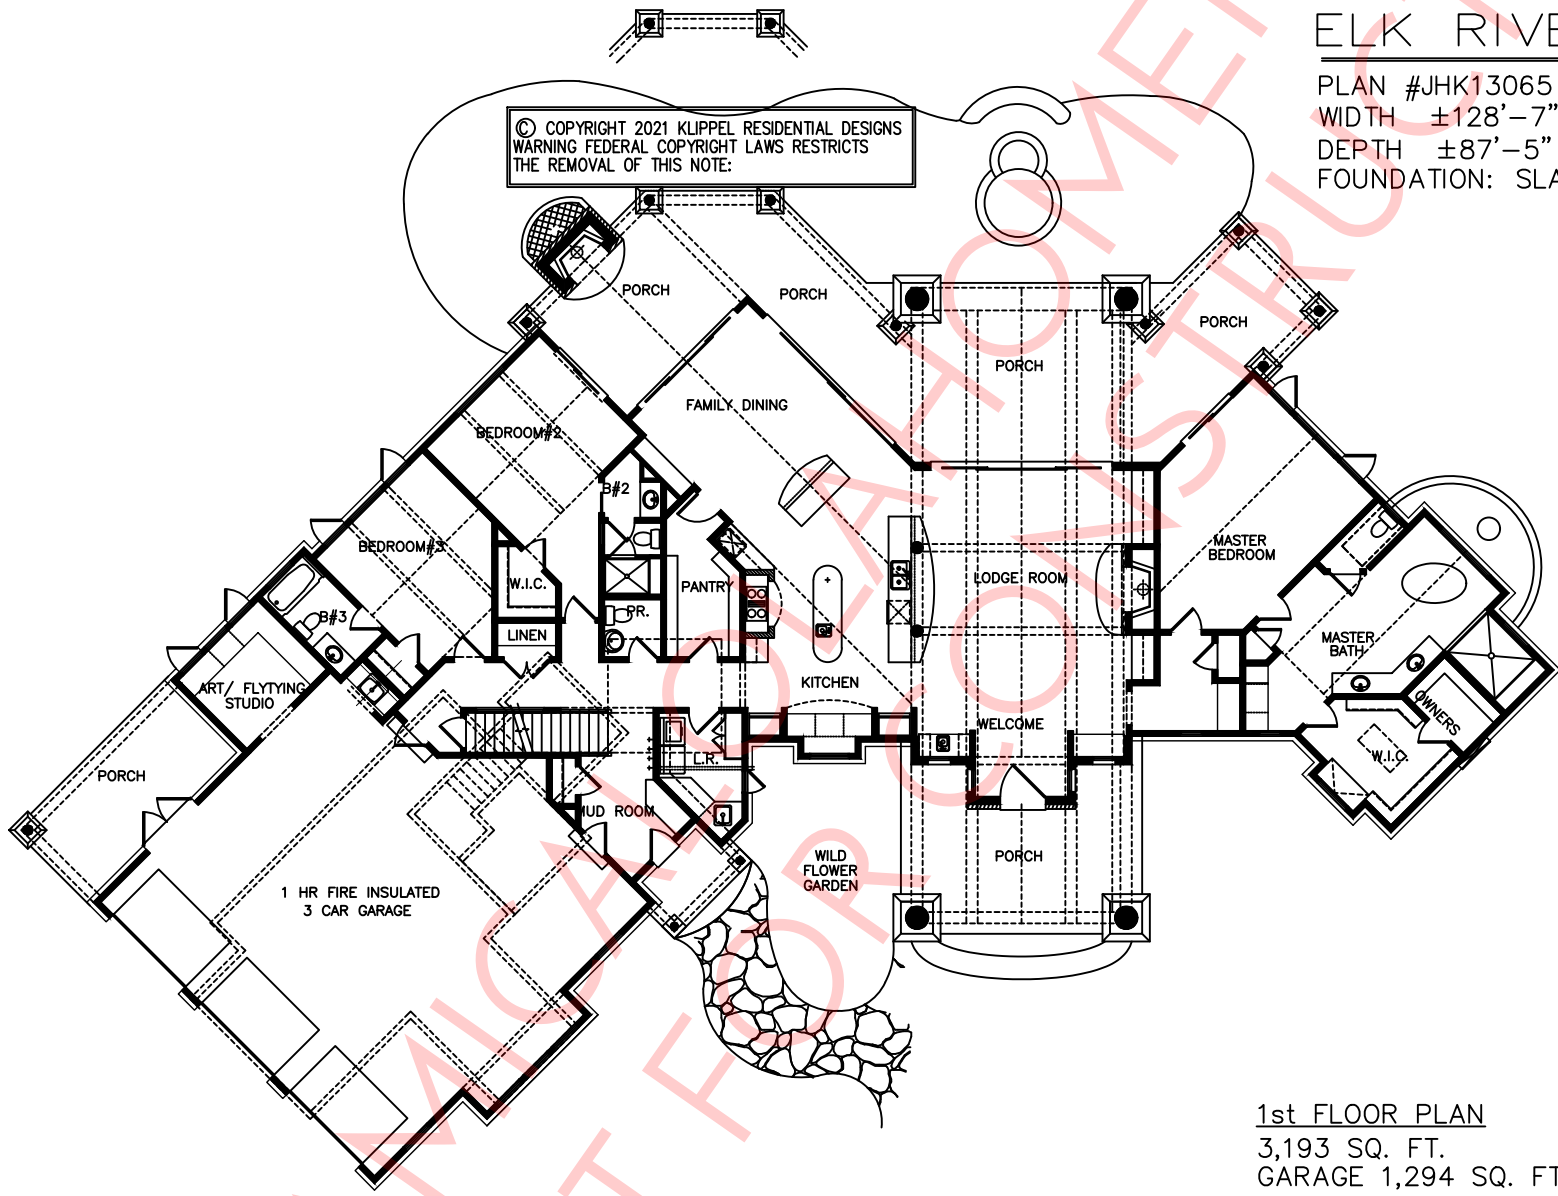 ELK RIVE
PLAN #JHK13065
WIDTH ±128'-7"
DEPTH ±87'-5"
FOUNDATION: SLA
© COPYRIGHT 2021 KLIPPEL RESIDENTIAL DESIGNS
WARNING FEDERAL COPYRIGHT LAWS RESTRICTS
THE REMOVAL OF THIS NOTE:
PORCH
PORCH
PORCH
PORCH
FAMILY DINING
BEDROOM#2
B#2
BEDROOM#3
W.I.C.
PANTRY
LODGE ROOM
MASTER
BEDROOM
B#3
PR.
LINEN
MASTER
BATH
ART/ FLYTYING
STUDIO
KITCHEN
WELCOME
OWNERS
W.I.C.
L.R.
PORCH
MUD ROOM
WILD
FLOWER
GARDEN
PORCH
1 HR FIRE INSULATED
3 CAR GARAGE
1st FLOOR PLAN
3,193 SQ. FT.
GARAGE 1,294 SQ. FT
MICALOLAHOME
T FOR CONSTRUCT